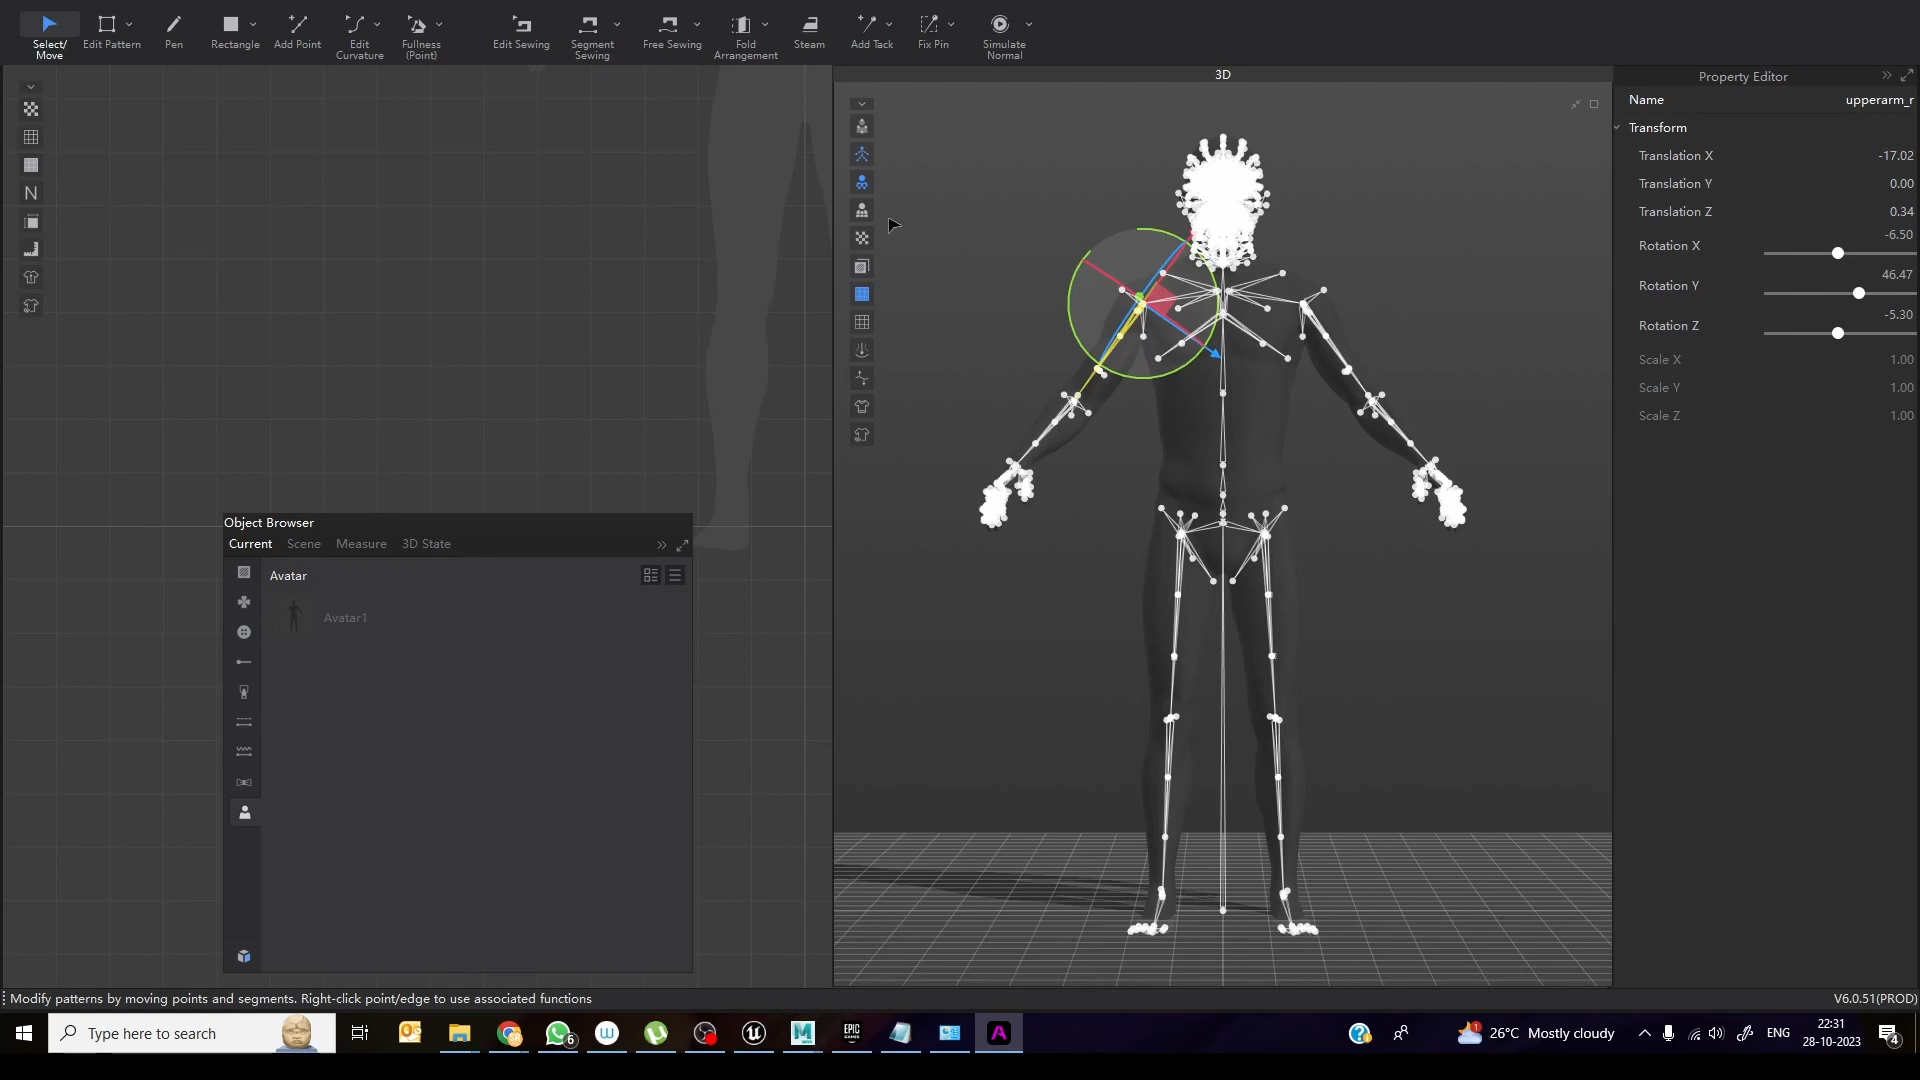 Select/
Move
Edit Pattern
Pen
Rectangle
Add Point
Edit
Curvature
Fullness
(Point)
Edit Sewing
Segment
Sewing
Free Sewing
Fold
Arrangement
Steam
Add Tack
Fix Pin
Simulate
Normal
3D
Property Editor
Name upperarm_r
Transform
Translation X -17.02
Translation Y 0.00
Translation Z 0.34
Rotation X -6.50
Rotation Y 46.47
Rotation Z -5.30
Scale X 1.00
Scale Y 1.00
Scale Z 1.00
Object Browser
Current Scene Measure 3D State
Avatar
Avatar1
Modify patterns by moving points and segments. Right-click point/edge to use associated functions
V6.0.51(PROD)
Type here to search
6
26°C Mostly cloudy
ENG
22:31
28-10-2023
4